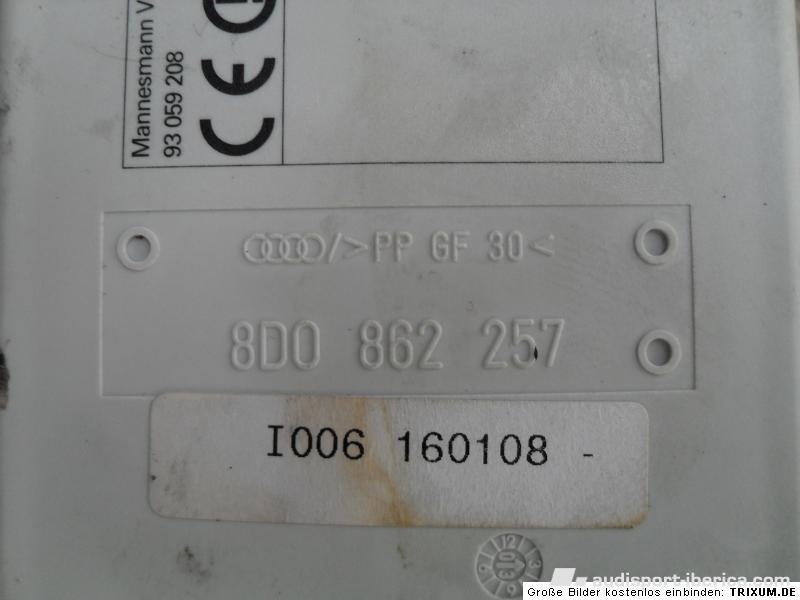 Mannesmann V
93 059 208
CE
/>PP GF 30<
8D0 862 257
I006 160108 -
audisport-iberica.com
Große Bilder kostenlos einbinden: TRIXUM.DE